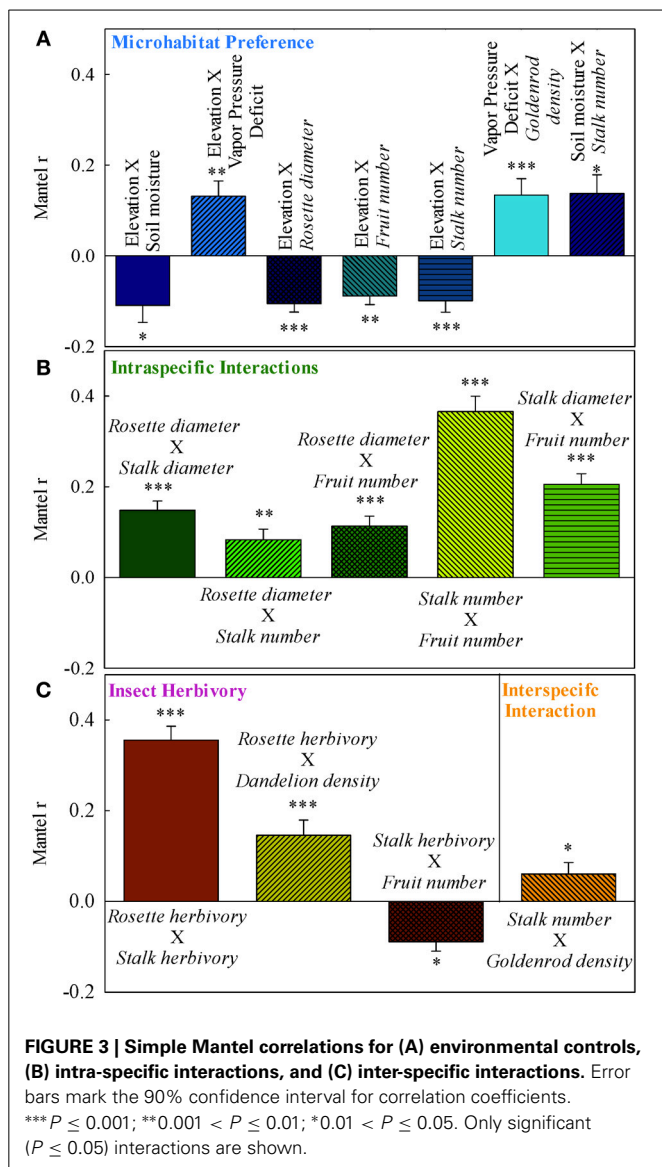 A
Microhabitat Preference
Mantel r
0.4
0.2
0.0
-0.2
Elevation X
Soil moisture
*
Elevation X
Vapor Pressure
Deficit
**
Elevation X
Rosette diameter
***
Elevation X
Fruit number
**
Elevation X
Stalk number
***
Vapor Pressure
Deficit X
Goldenrod
density
***
Soil moisture X
Stalk number
*
B
Intraspecific Interactions
Mantel r
0.4
0.2
0.0
-0.2
Rosette diameter
X
Stalk diameter
***
**
Rosette diameter
X
Stalk number
Rosette diameter
X
Fruit number
***
***
Stalk number
X
Fruit number
Stalk diameter
X
Fruit number
***
C
Insect Herbivory
Mantel r
0.4
0.2
0.0
-0.2
***
Rosette herbivory
X
Stalk herbivory
Rosette herbivory
X
Dandelion density
***
Stalk herbivory
X
Fruit number
*
Interspecifc
Interaction
*
Stalk number
X
Goldenrod density
FIGURE 3 | Simple Mantel correlations for (A) environmental controls,
(B) intra-specific interactions, and (C) inter-specific interactions. Error
bars mark the 90% confidence interval for correlation coefficients.
***P ≤ 0.001; **0.001 < P ≤ 0.01; *0.01 < P ≤ 0.05. Only significant
(P ≤ 0.05) interactions are shown.